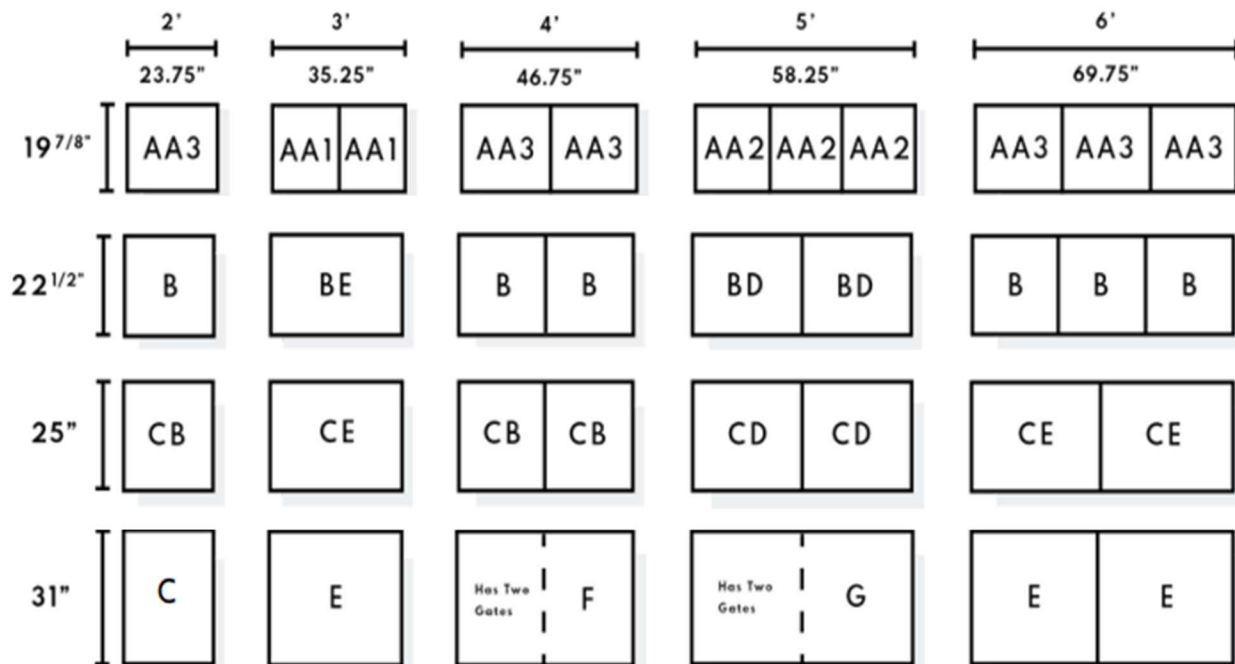 2' 3' 4' 5' 6'
23.75" 35.25" 46.75" 58.25" 69.75"
19 7/8" AA3 AA1 AA1 AA3 AA3 AA2 AA2 AA2 AA3 AA3 AA3
22 1/2" B BE B B BD BD B B B
25" CB CE CB CB CD CD CE CE
31" C E Has Two Gates F Has Two Gates G E E